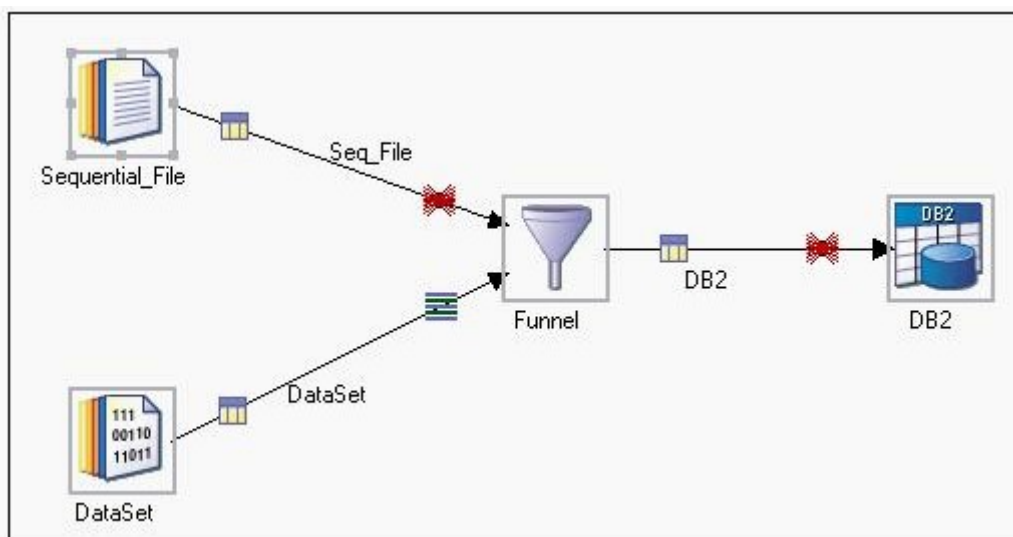 Sequential_File
Seq_File
Funnel
DB2
DB2
DB2
DataSet
111
00110
11011
DataSet